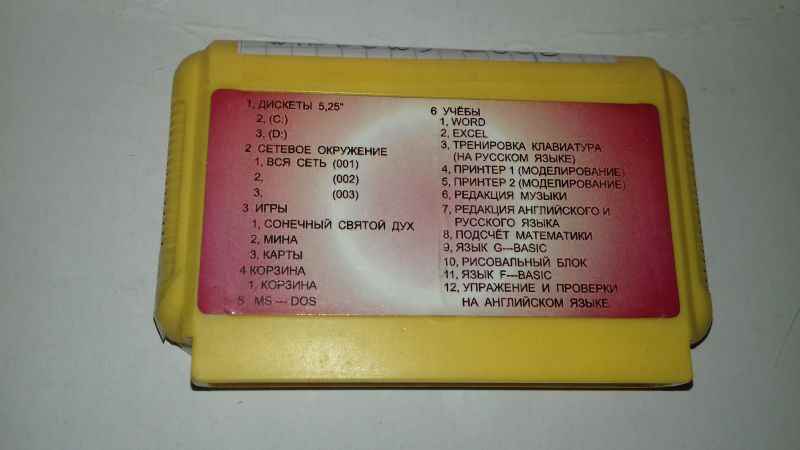 1, ДИСКЕТЫ 5,25"
2, (C:)
3, (D:)
2 СЕТЕВОЕ ОКРУЖЕНИЕ
1, ВСЯ СЕТЬ (001)
2, (002)
3, (003)
3 ИГРЫ
1, СОНЕЧНЫЙ СВЯТОЙ ДУХ
2, МИНА
3, КАРТЫ
4 КОРЗИНА
1, КОРЗИНА
5 MS --- DOS
6 УЧЁБЫ
1, WORD
2, EXCEL
3, ТРЕНИРОВКА КЛАВИАТУРА
(НА РУССКОМ ЯЗЫКЕ)
4, ПРИНТЕР 1 (МОДЕЛИРОВАНИЕ)
5, ПРИНТЕР 2 (МОДЕЛИРОВАНИЕ)
6, РЕДАКЦИЯ МУЗЫКИ
7, РЕДАКЦИЯ АНГЛИЙСКОГО И
РУССКОГО ЯЗЫКА
8, ПОДСЧЁТ МАТЕМАТИКИ
9, ЯЗЫК G---BASIC
10, РИСОВАЛЬНЫЙ БЛОК
11, ЯЗЫК F---BASIC
12, УПРАЖЕНИЕ И ПРОВЕРКИ
НА АНГЛИЙСКОМ ЯЗЫКЕ